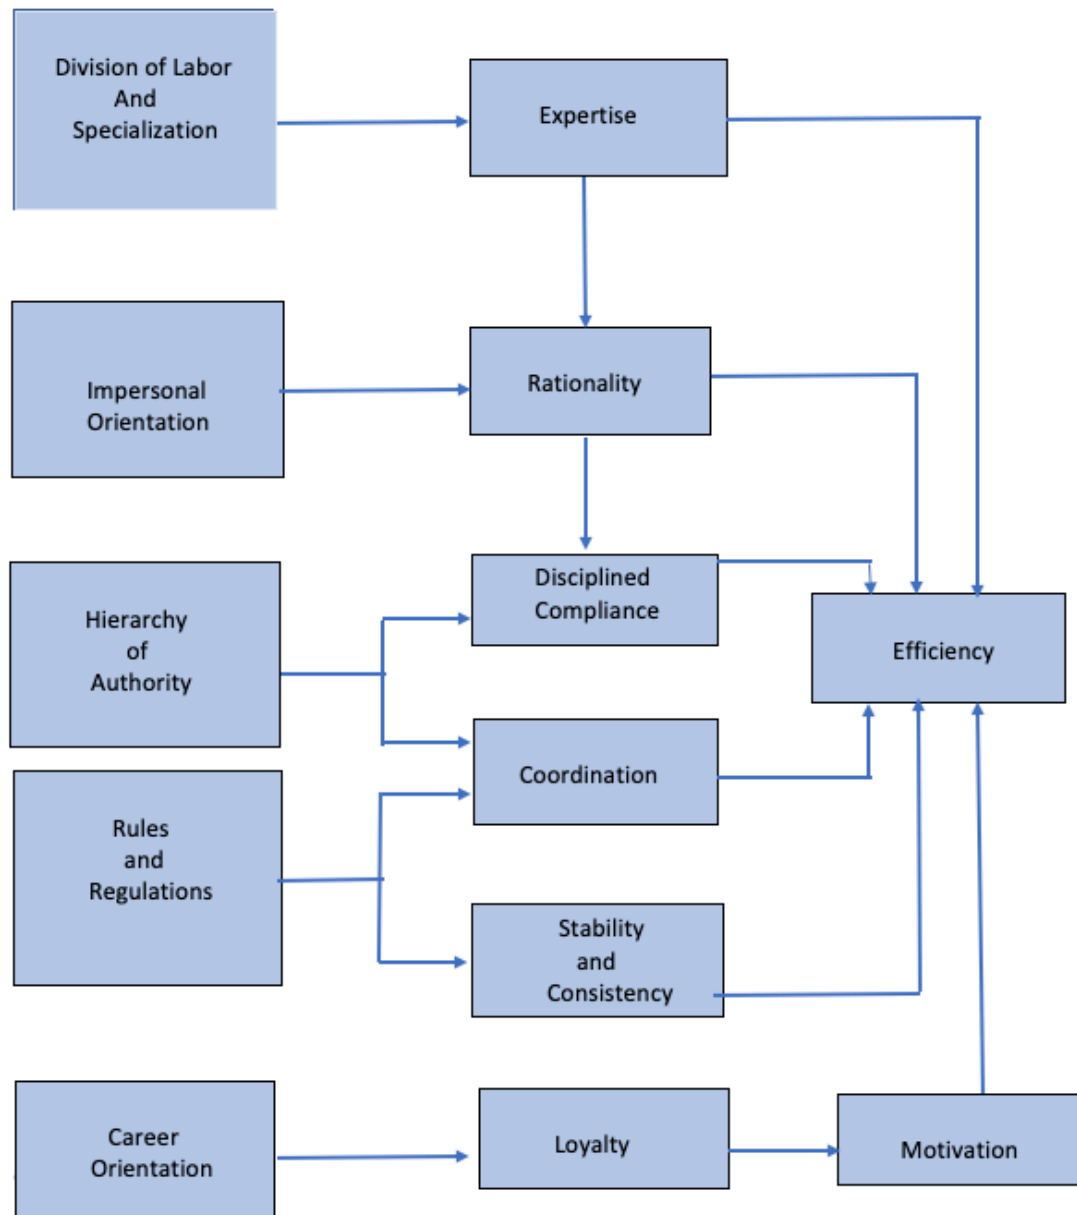 Division of Labor
And
Specialization
Expertise
Impersonal
Orientation
Rationality
Hierarchy
of
Authority
Disciplined
Compliance
Efficiency
Coordination
Rules
and
Regulations
Stability
and
Consistency
Career
Orientation
Loyalty
Motivation